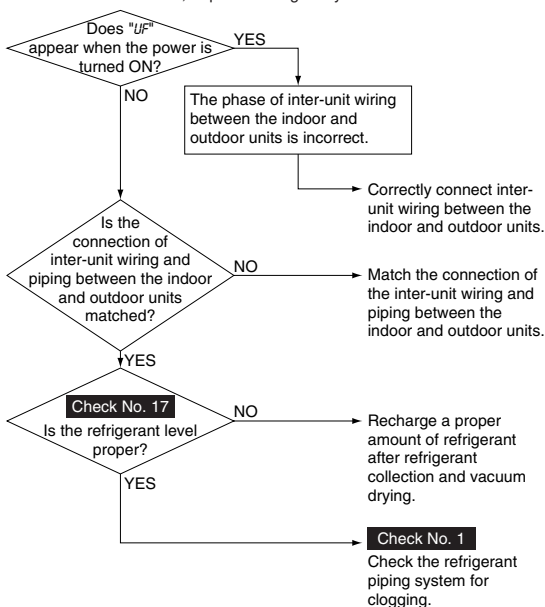 Does "UF"
appear when the power is
turned ON?
YES
NO
The phase of inter-unit wiring
between the indoor and
outdoor units is incorrect.
Correctly connect inter-
unit wiring between the
indoor and outdoor units.
Is the
connection of
inter-unit wiring and
piping between the indoor
and outdoor units
matched?
NO
Match the connection of
the inter-unit wiring and
piping between the
indoor and outdoor units.
YES
Check No. 17
Is the refrigerant level
proper?
NO
Recharge a proper
amount of refrigerant
after refrigerant
collection and vacuum
drying.
YES
Check No. 1
Check the refrigerant
piping system for
clogging.